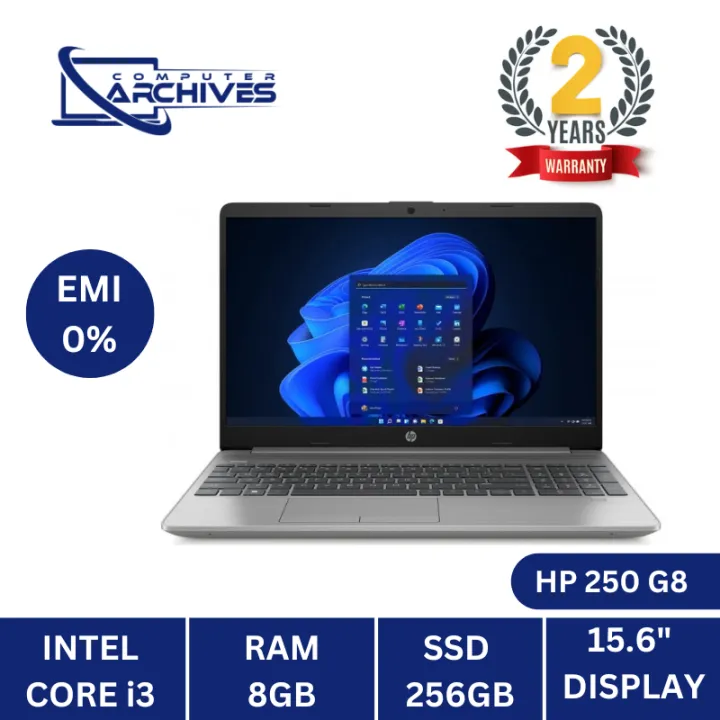 COMPUTER
ARCHIVES
2
YEARS
WARRANTY
EMI
0%
hp
HP 250 G8
INTEL
CORE i3
RAM
8GB
SSD
256GB
15.6"
DISPLAY